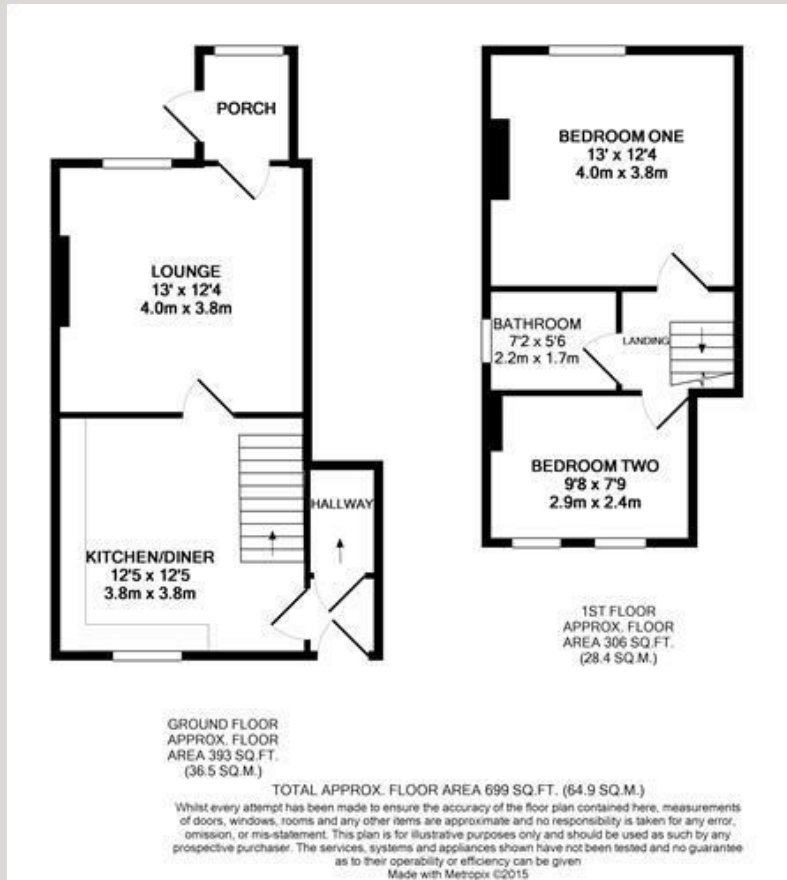 PORCH
LOUNGE
13' x 12'4
4.0m x 3.8m
KITCHEN/DINER
12'5 x 12'5
3.8m x 3.8m
HALLWAY
GROUND FLOOR
APPROX. FLOOR
AREA 393 SQ.FT.
(36.5 SQ.M.)
BEDROOM ONE
13' x 12'4
4.0m x 3.8m
BATHROOM
7'2 x 5'6
2.2m x 1.7m
LANDING
BEDROOM TWO
9'8 x 7'9
2.9m x 2.4m
1ST FLOOR
APPROX. FLOOR
AREA 306 SQ.FT.
(28.4 SQ.M.)
TOTAL APPROX. FLOOR AREA 699 SQ.FT. (64.9 SQ.M.)
Whilst every attempt has been made to ensure the accuracy of the floor plan contained here, measurements
of doors, windows, rooms and any other items are approximate and no responsibility is taken for any error,
omission, or mis-statement. This plan is for illustrative purposes only and should be used as such by any
prospective purchaser. The services, systems and appliances shown have not been tested and no guarantee
as to their operability or efficiency can be given
Made with Metropix ©2015